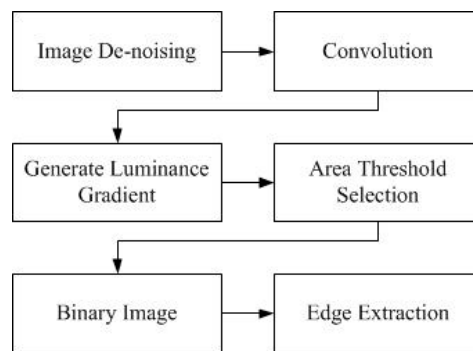 Image De-noising
Convolution
Generate Luminance
Gradient
Area Threshold
Selection
Binary Image
Edge Extraction